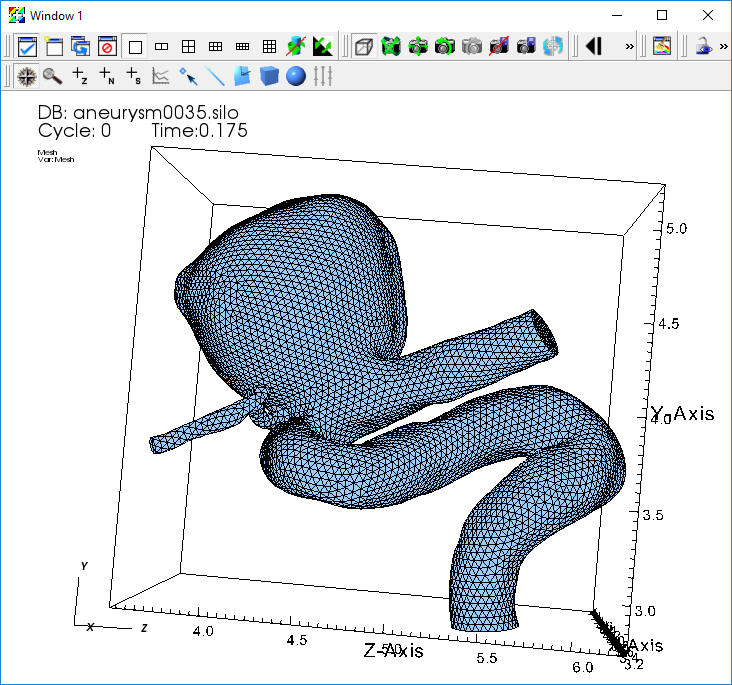 Window 1
Z
N
S
»
»
DB: aneurysm0035.silo
Cycle: 0 Time:0.175
Mesh
Var: Mesh
5.0
4.5
Y-Axis
4.0
3.5
3.0
Y
X Z
4.0
4.5
Z-Axis
5.0
5.5
6.0
Axis
3.2